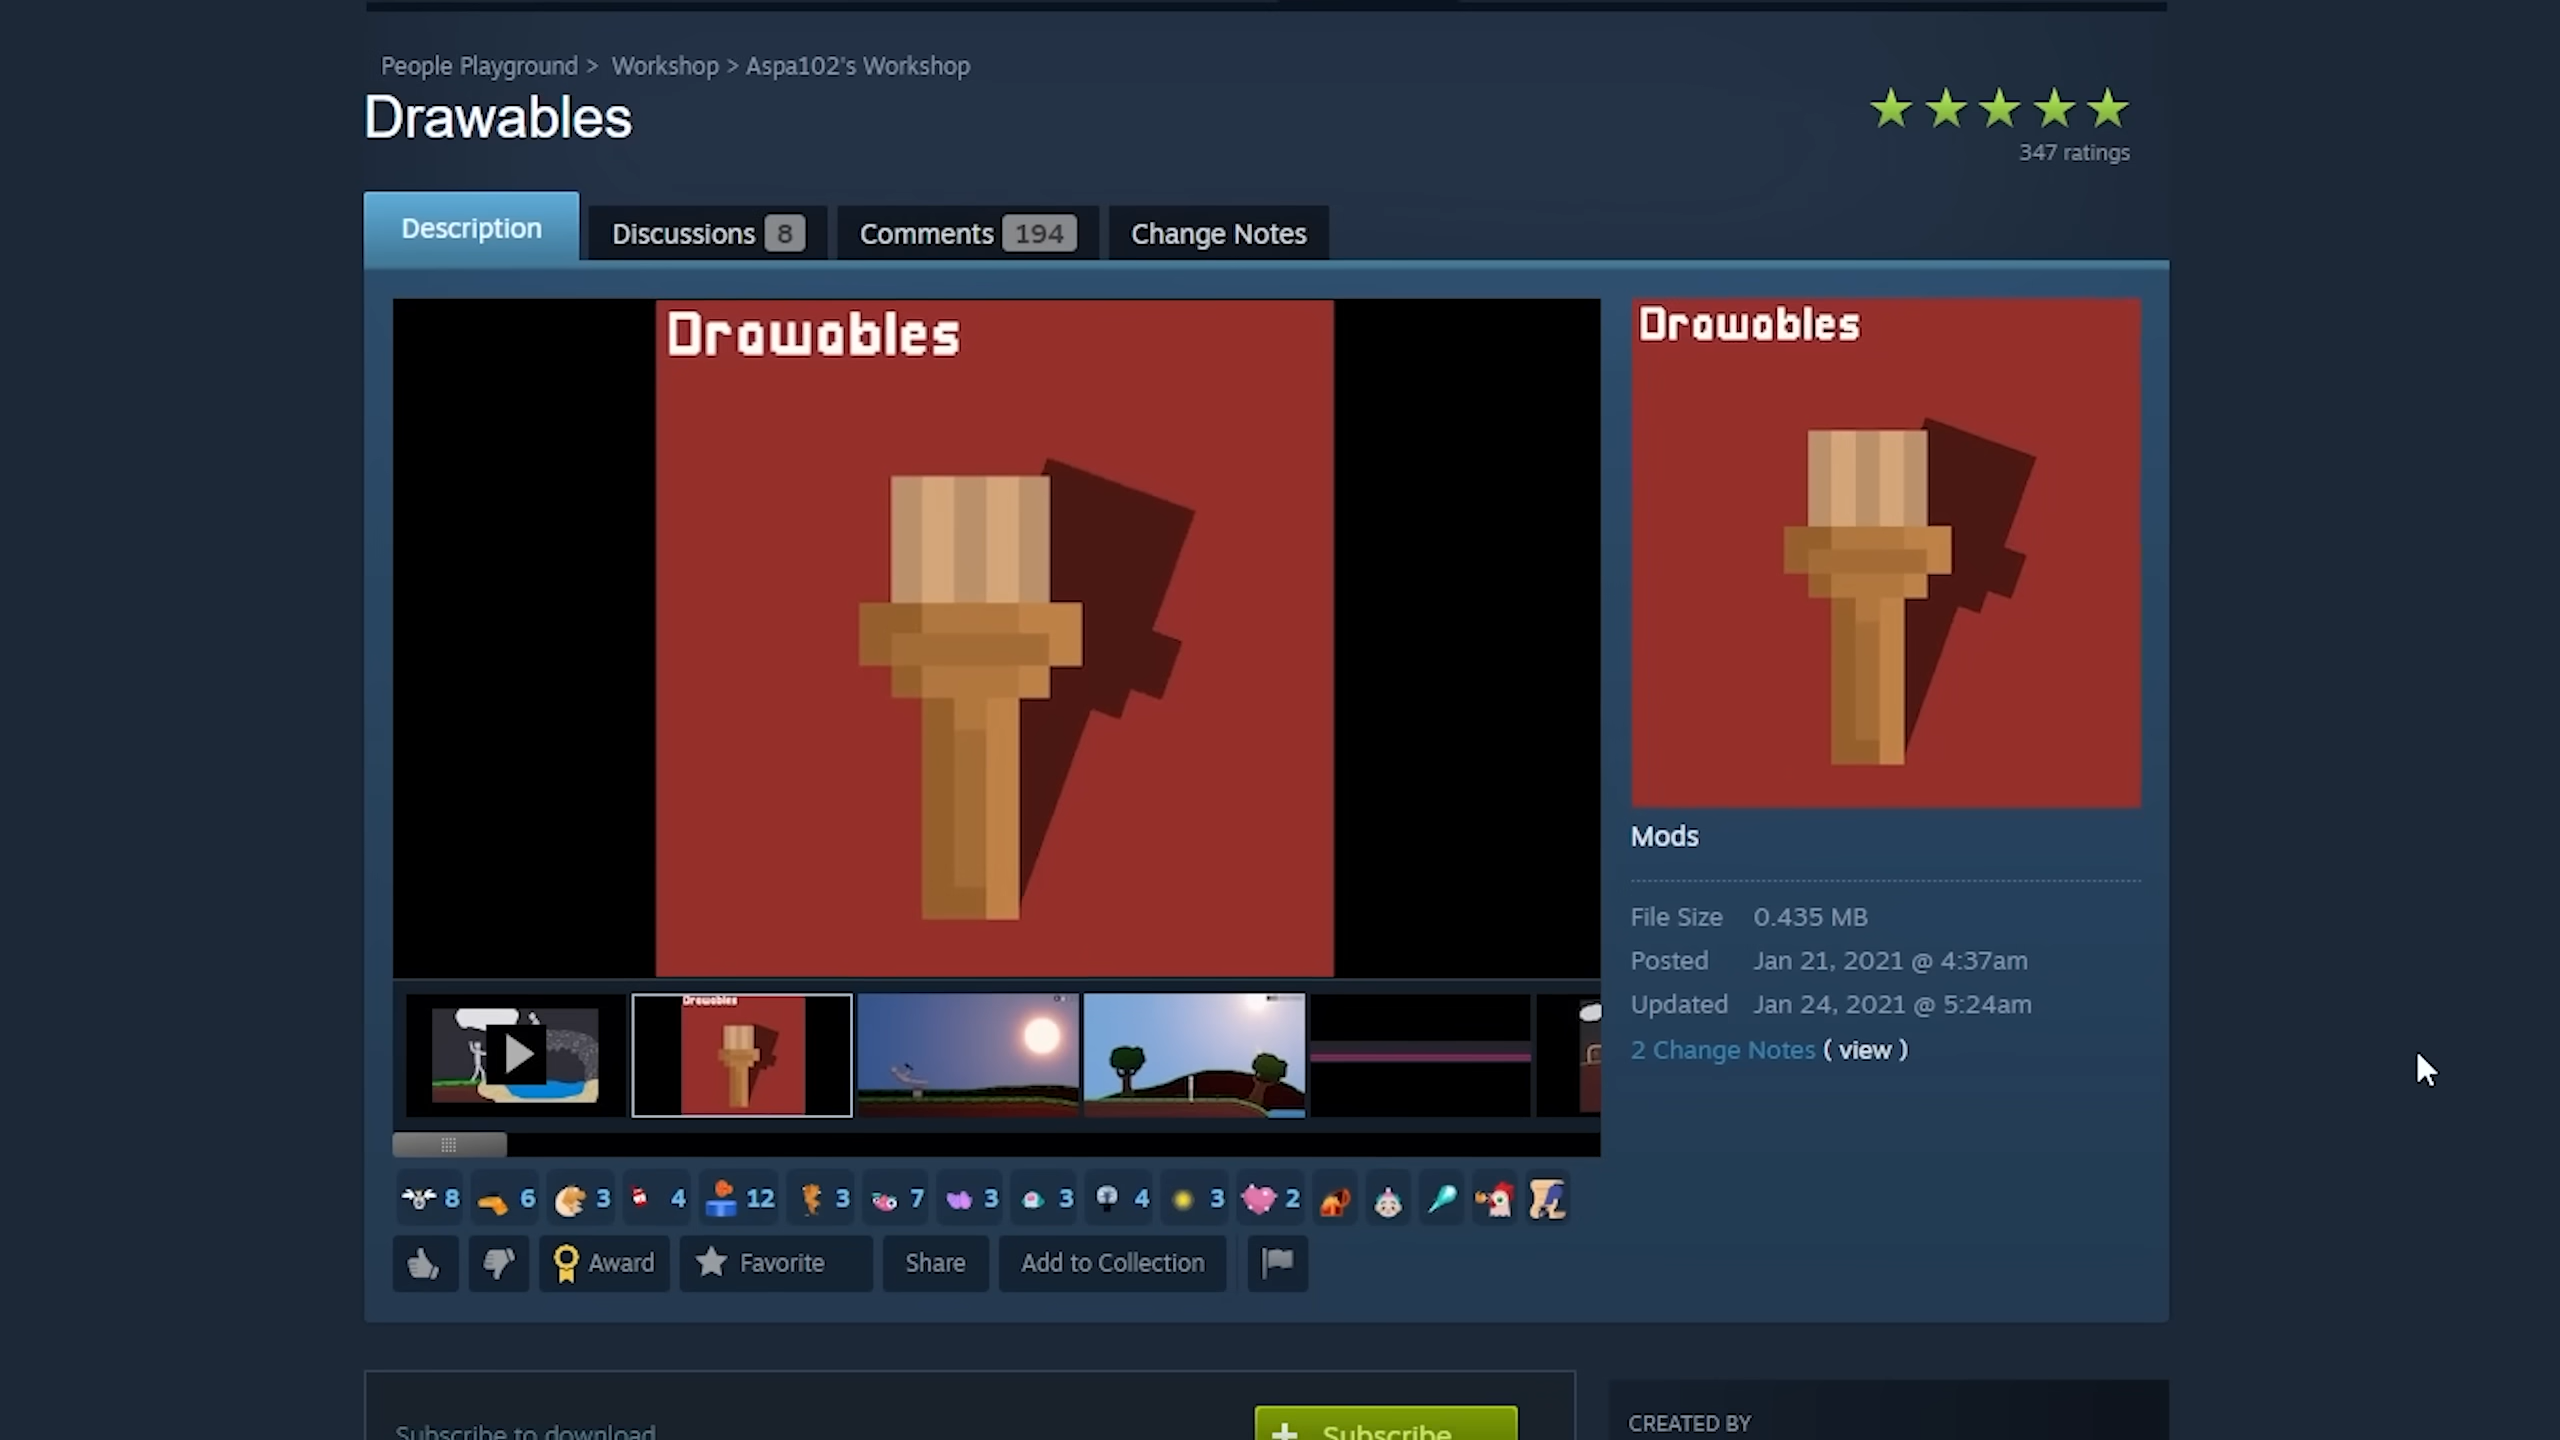 People Playground > Workshop > Aspa102's Workshop
Drawables
347 ratings
Description
Discussions 8
Comments 194
Change Notes
Drawables
Drawables
Mods
File Size 0.435 MB
Posted Jan 21, 2021 @ 4:37am
Updated Jan 24, 2021 @ 5:24am
2 Change Notes ( view )
Drawables
8 6 3 4 12 3 7 3 3 4 3 2
Award
Favorite
Share
Add to Collection
Subscribe to download
Subscribe
CREATED BY